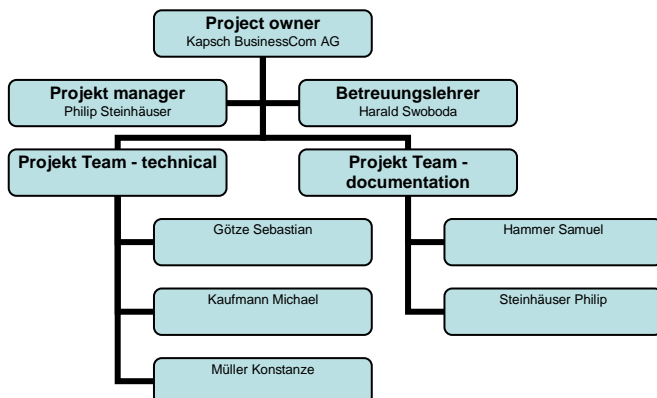 Project owner
Kapsch BusinessCom AG
Projekt manager
Philip Steinhäuser
Betreuungslehrer
Harald Swoboda
Projekt Team - technical
Projekt Team -
documentation
Götze Sebastian
Hammer Samuel
Kaufmann Michael
Steinhäuser Philip
Müller Konstanze